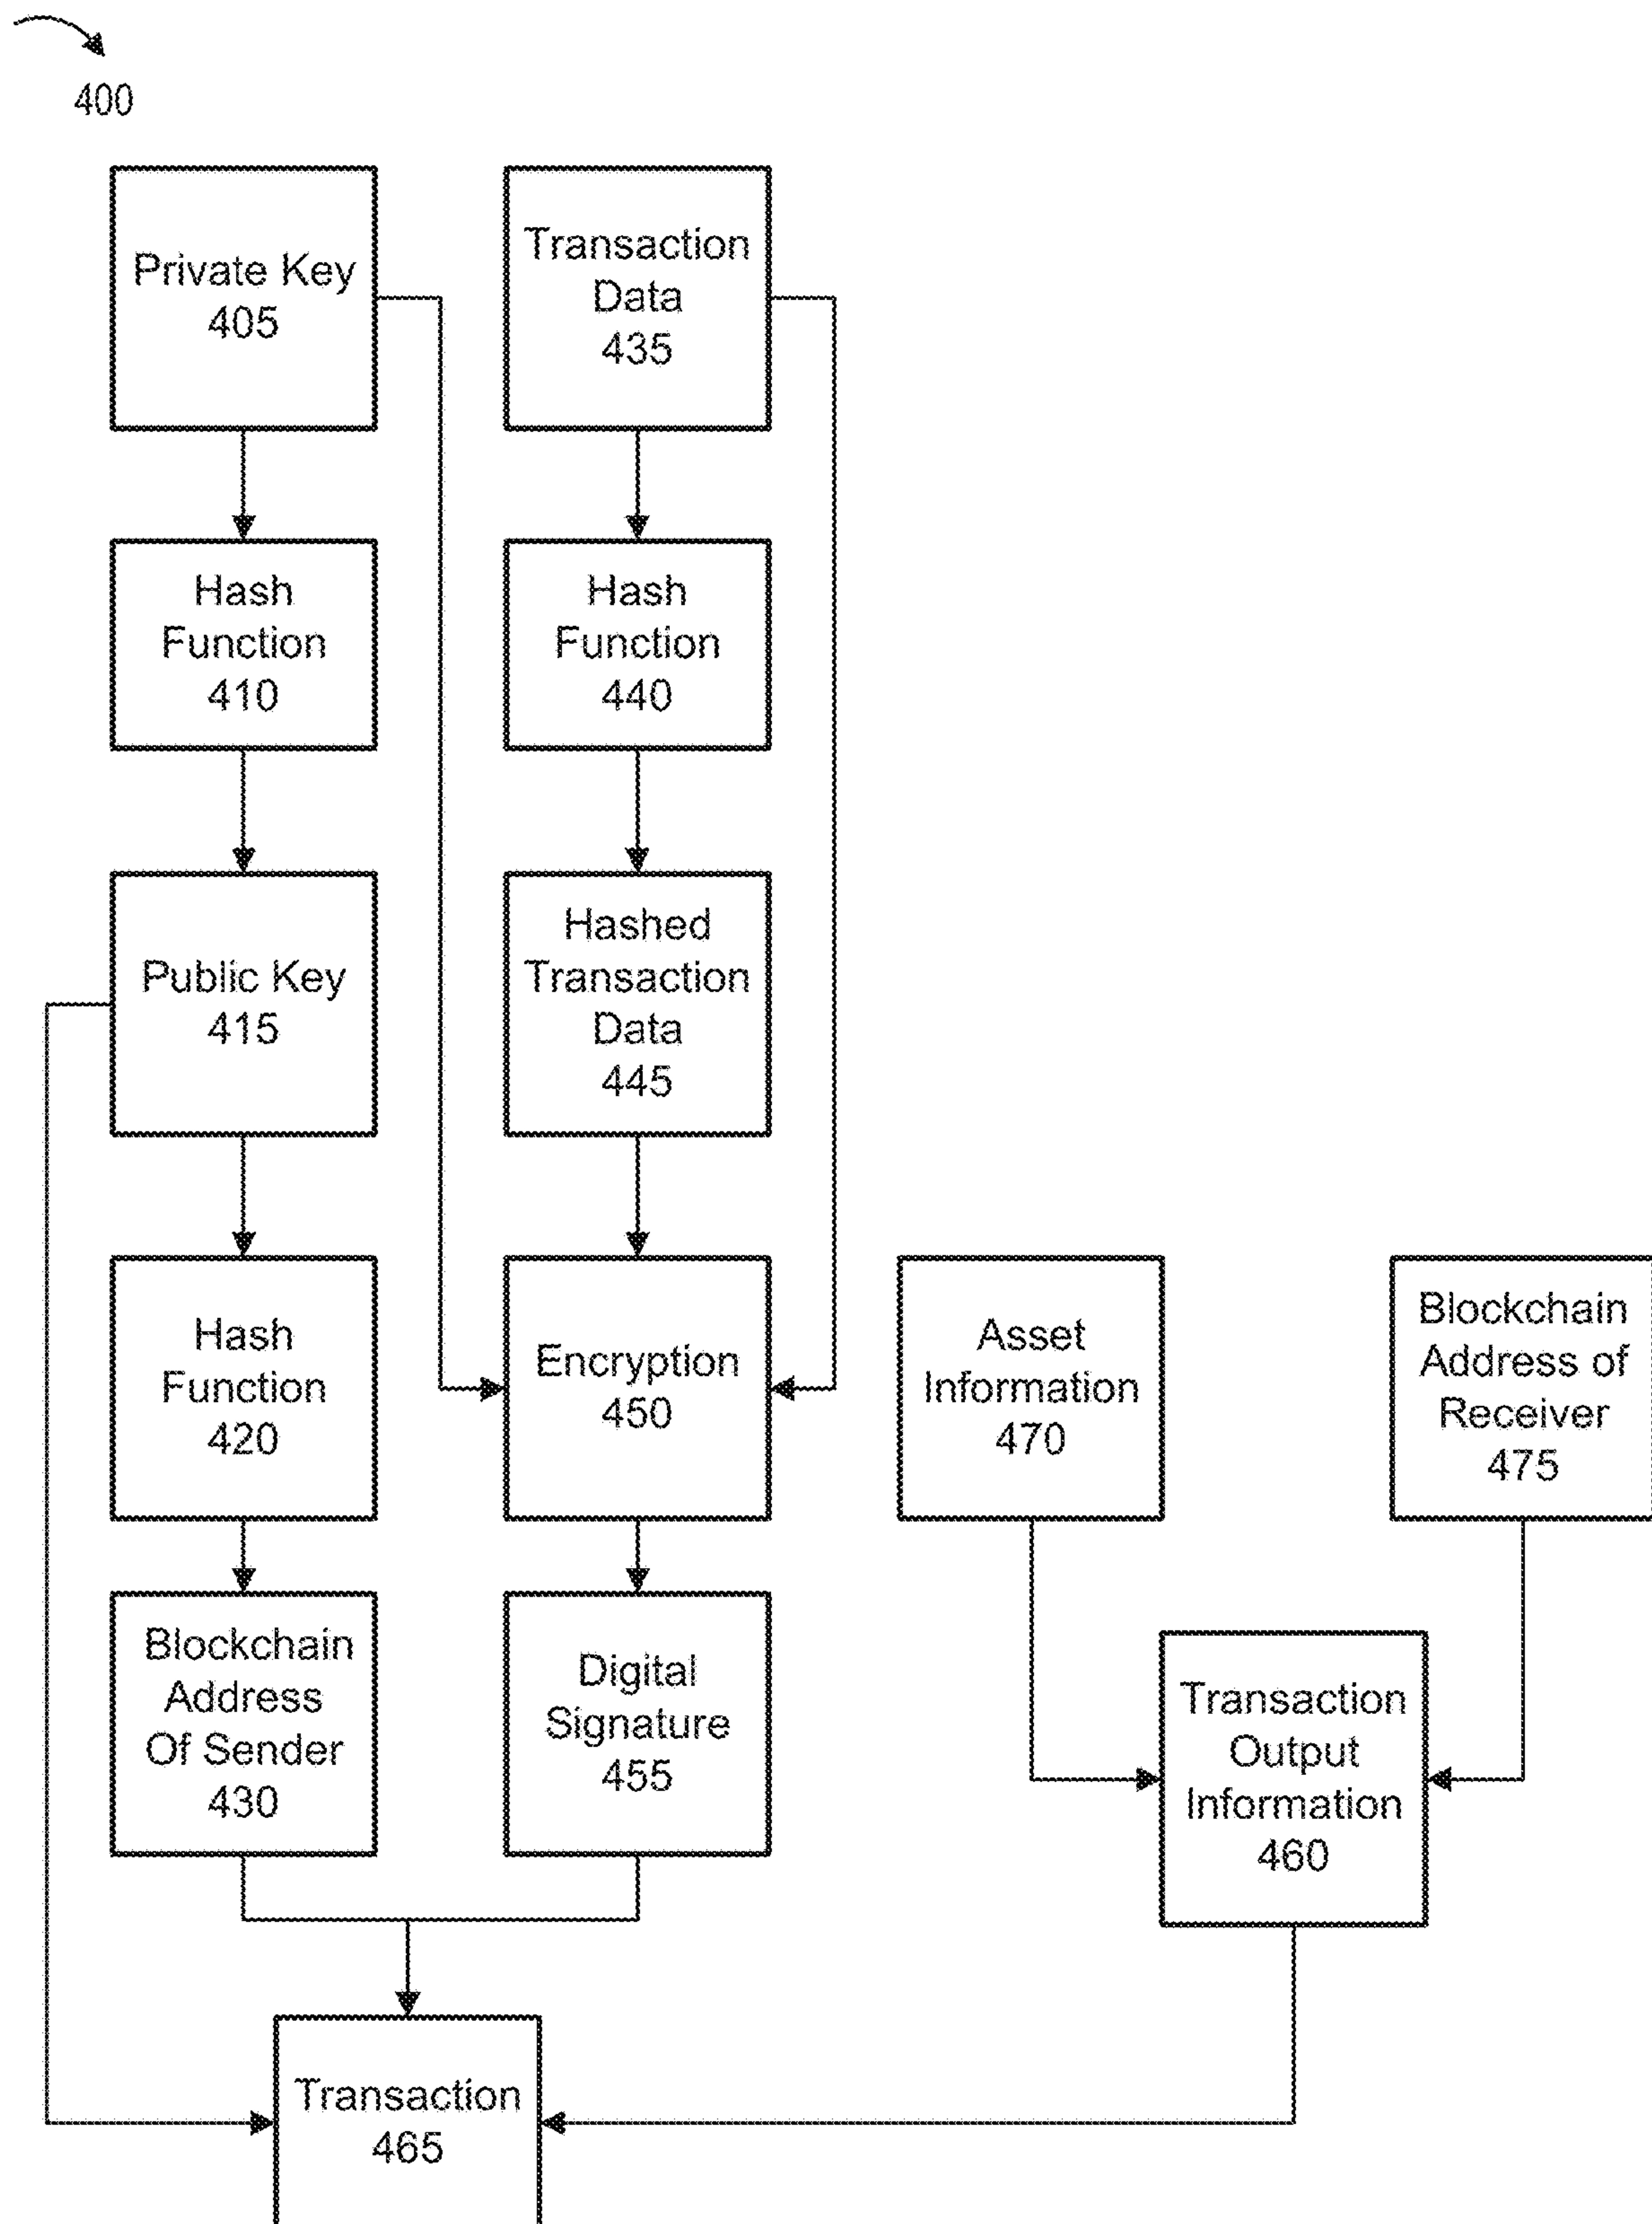 400
Private Key
405
Transaction
Data
435
Hash
Function
410
Hash
Function
440
Public Key
415
Hashed
Transaction
Data
445
Hash
Function
420
Encryption
450
Asset
Information
470
Blockchain
Address of
Receiver
475
Blockchain
Address
Of Sender
430
Digital
Signature
455
Transaction
Output
Information
460
Transaction
465